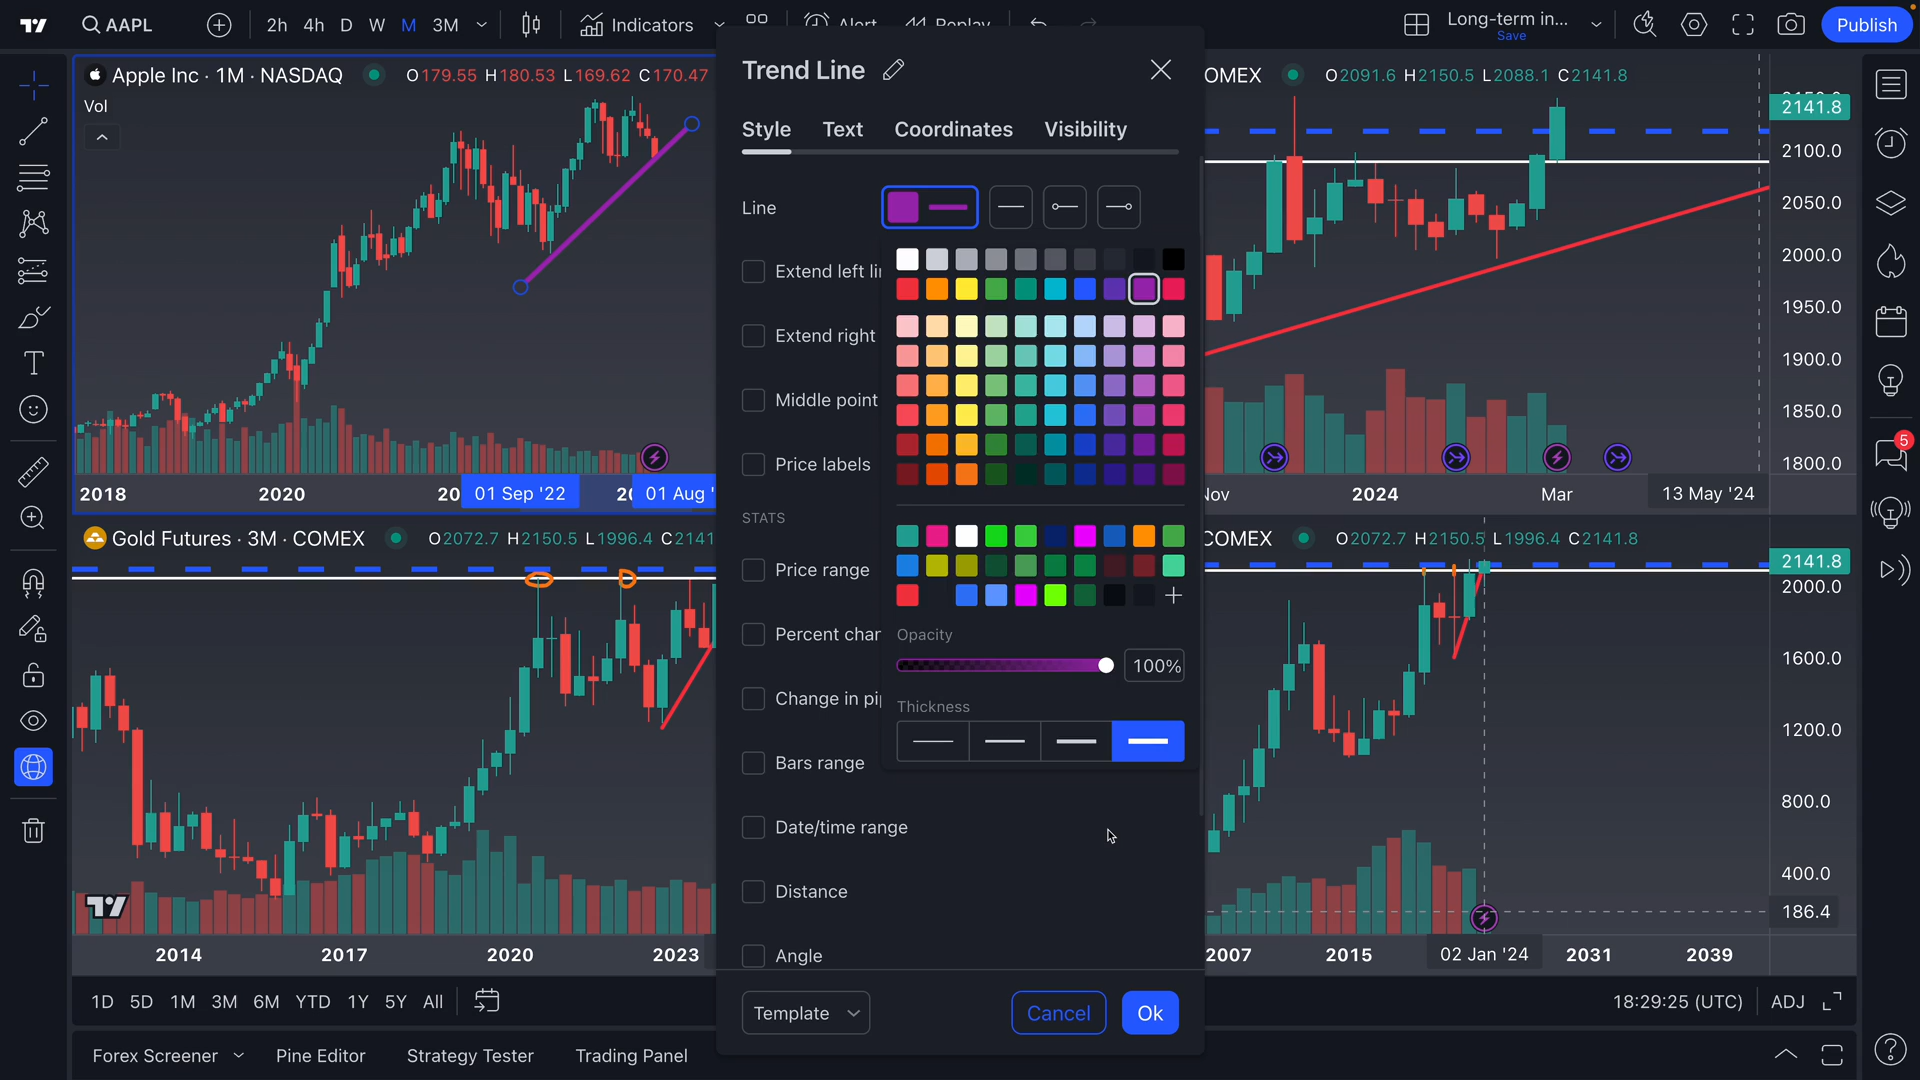 AAPL
2h 4h D W M 3M
Indicators
Alert
Replay
Long-term in...
Save
Publish
Apple Inc · 1M · NASDAQ O179.55 H180.53 L169.62 C170.47
Vol
2018 2020 20 01 Sep '22 20 01 Aug '
Gold Futures · 3M · COMEX O2072.7 H2150.5 L1996.4 C2141
2014 2017 2020 2023
Trend Line
Style Text Coordinates Visibility
Line
Extend left li
Extend right
Middle point
Price labels
STATS
Price range
Percent char
Change in pi
Bars range
Date/time range
Distance
Angle
Opacity
100%
Thickness
Template Cancel Ok
OMEX O2091.6 H2150.5 L2088.1 C2141.8
2141.8
2100.0
2050.0
2000.0
1950.0
1900.0
1850.0
1800.0
Nov 2024 Mar 13 May '24
COMEX O2072.7 H2150.5 L1996.4 C2141.8
2141.8
2000.0
1600.0
1200.0
800.0
400.0
186.4
2007 2015 02 Jan '24 2031 2039
5
1D 5D 1M 3M 6M YTD 1Y 5Y All
18:29:25 (UTC) ADJ
Forex Screener Pine Editor Strategy Tester Trading Panel